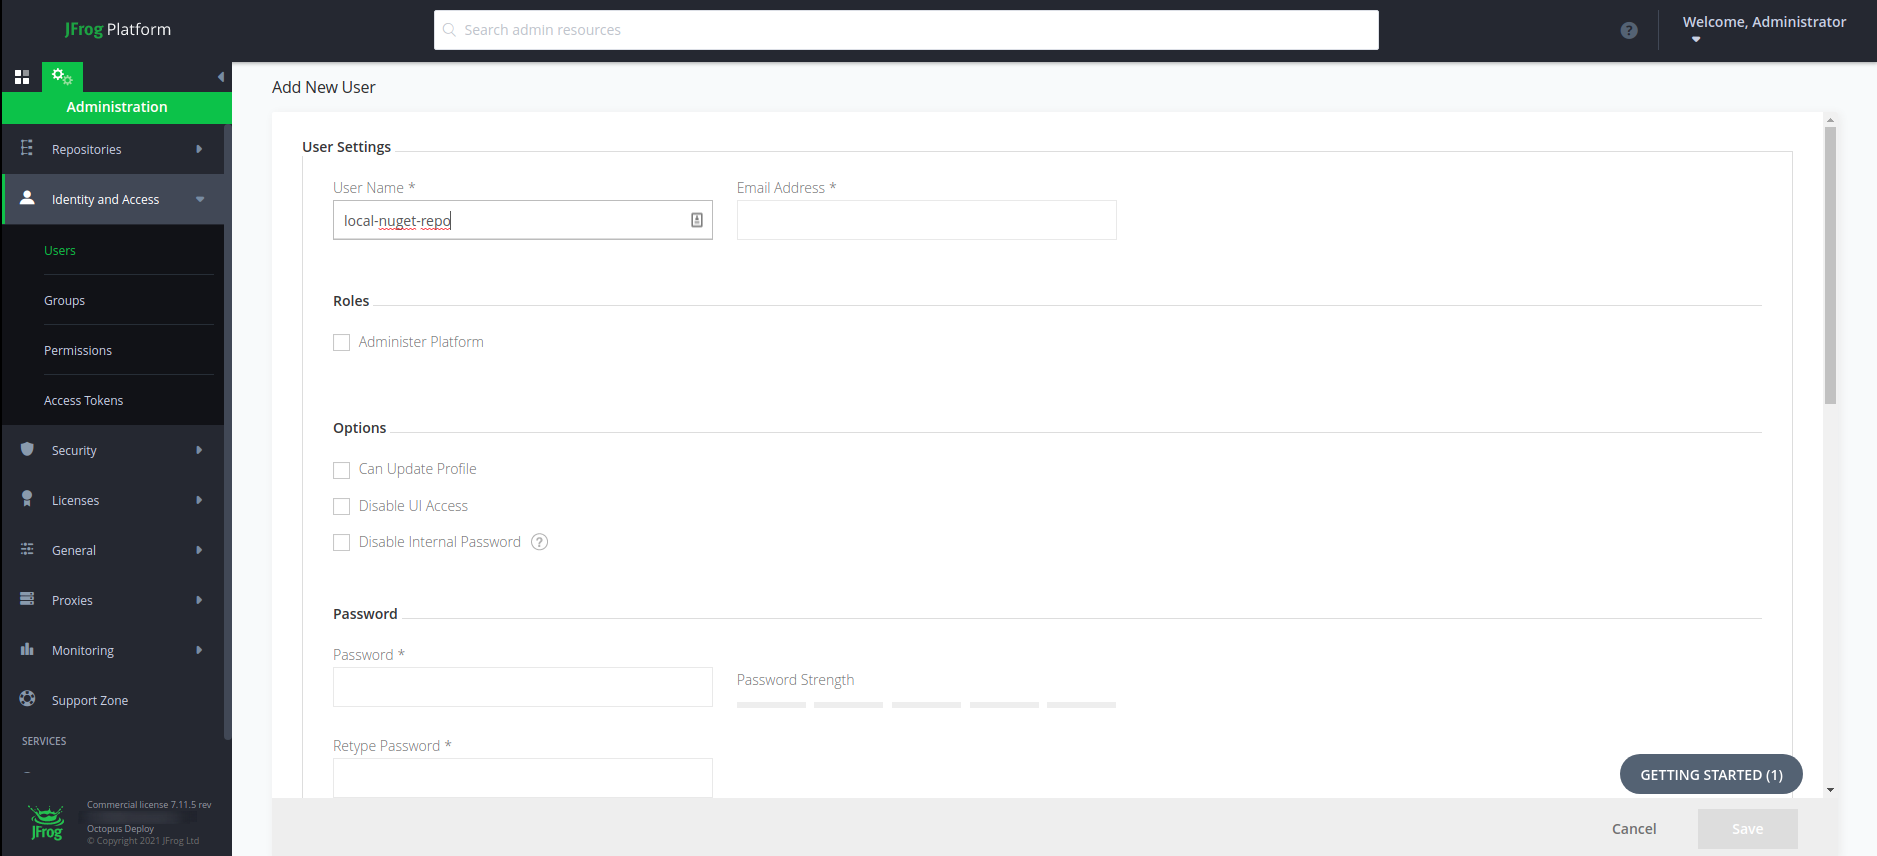 JFrog Platform
Search admin resources
?
Welcome, Administrator
Administration
Repositories
Identity and Access
Users
Groups
Permissions
Access Tokens
Security
Licenses
General
Proxies
Monitoring
Support Zone
SERVICES
JFrog
Commercial license 7.11.5 rev
Octopus Deploy
© Copyright 2021 JFrog Ltd
Add New User
User Settings
User Name *
Email Address *
local-nuget-repo
Roles
Administer Platform
Options
Can Update Profile
Disable UI Access
Disable Internal Password ?
Password
Password *
Password Strength
Retype Password *
GETTING STARTED (1)
Cancel
Save